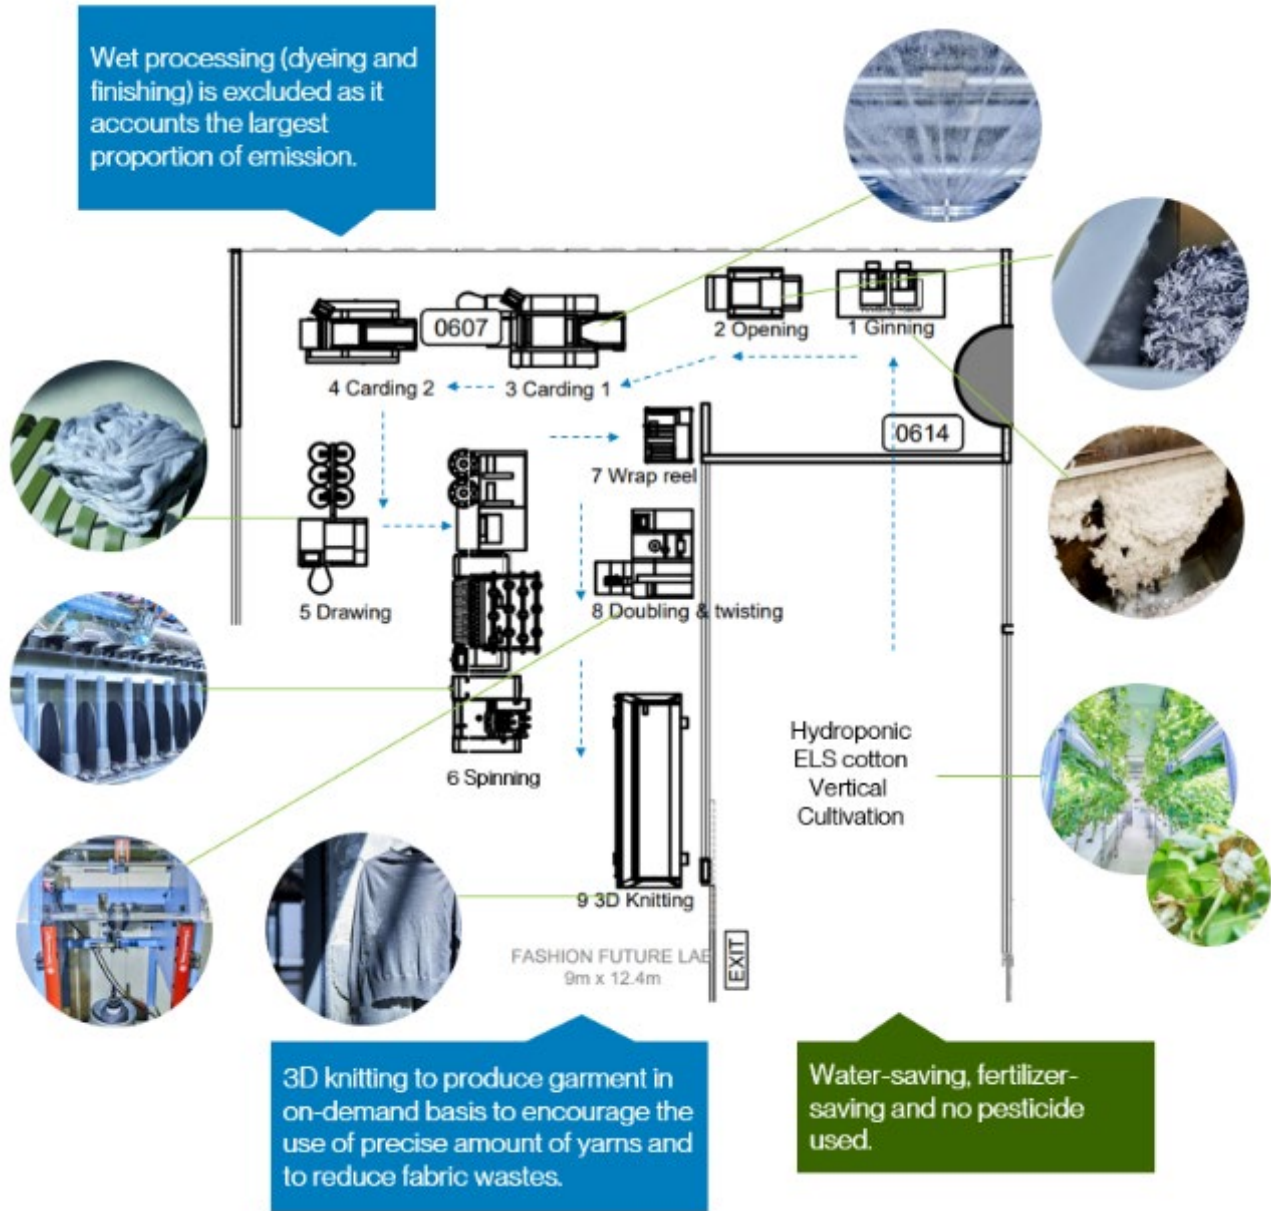 Wet processing (dyeing and
finishing) is excluded as it
accounts the largest
proportion of emission.
0607
2 Opening
1 Ginning
4 Carding 2
3 Carding 1
0614
7 Wrap reel
5 Drawing
8 Doubling & twisting
6 Spinning
Hydroponic
ELS cotton
Vertical
Cultivation
9 3D Knitting
FASHION FUTURE LAB
9m x 12.4m
EXIT
3D knitting to produce garment in
on-demand basis to encourage the
use of precise amount of yarns and
to reduce fabric wastes.
Water-saving, fertilizer-
saving and no pesticide
used.